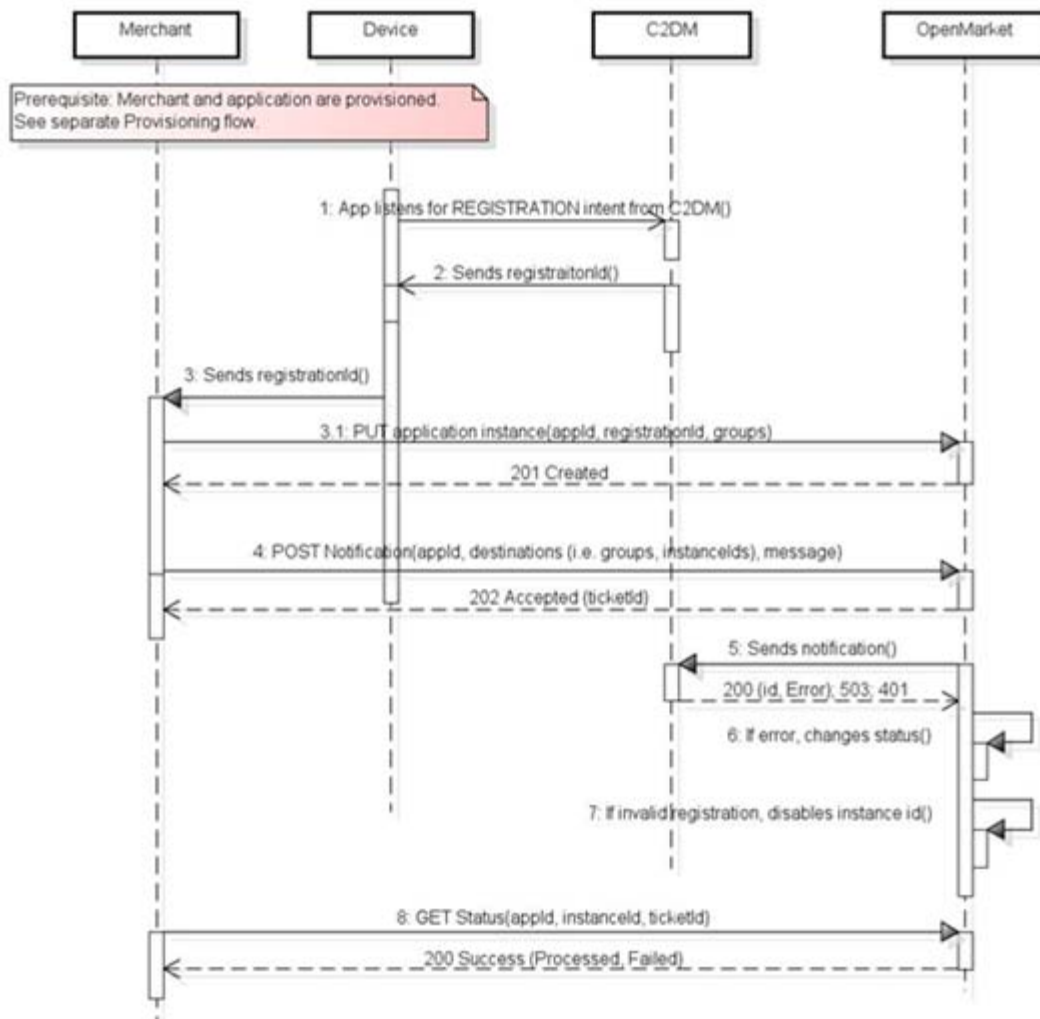 Merchant
Device
C2DM
OpenMarket
Prerequisite: Merchant and application are provisioned.
See separate Provisioning flow.
1: App listens for REGISTRATION intent from C2DM()
2: Sends registraitonId()
3: Sends registrationId()
3.1: PUT application instance(appId, registrationId, groups)
201 Created
4: POST Notification(appId, destinations (i.e. groups, instanceIds), message)
202 Accepted (ticketId)
5: Sends notification()
200 (id, Error); 503; 401
6: If error, changes status()
7: If invalid registration, disables instance id()
8: GET Status(appId, instanceId, ticketId)
200 Success (Processed, Failed)